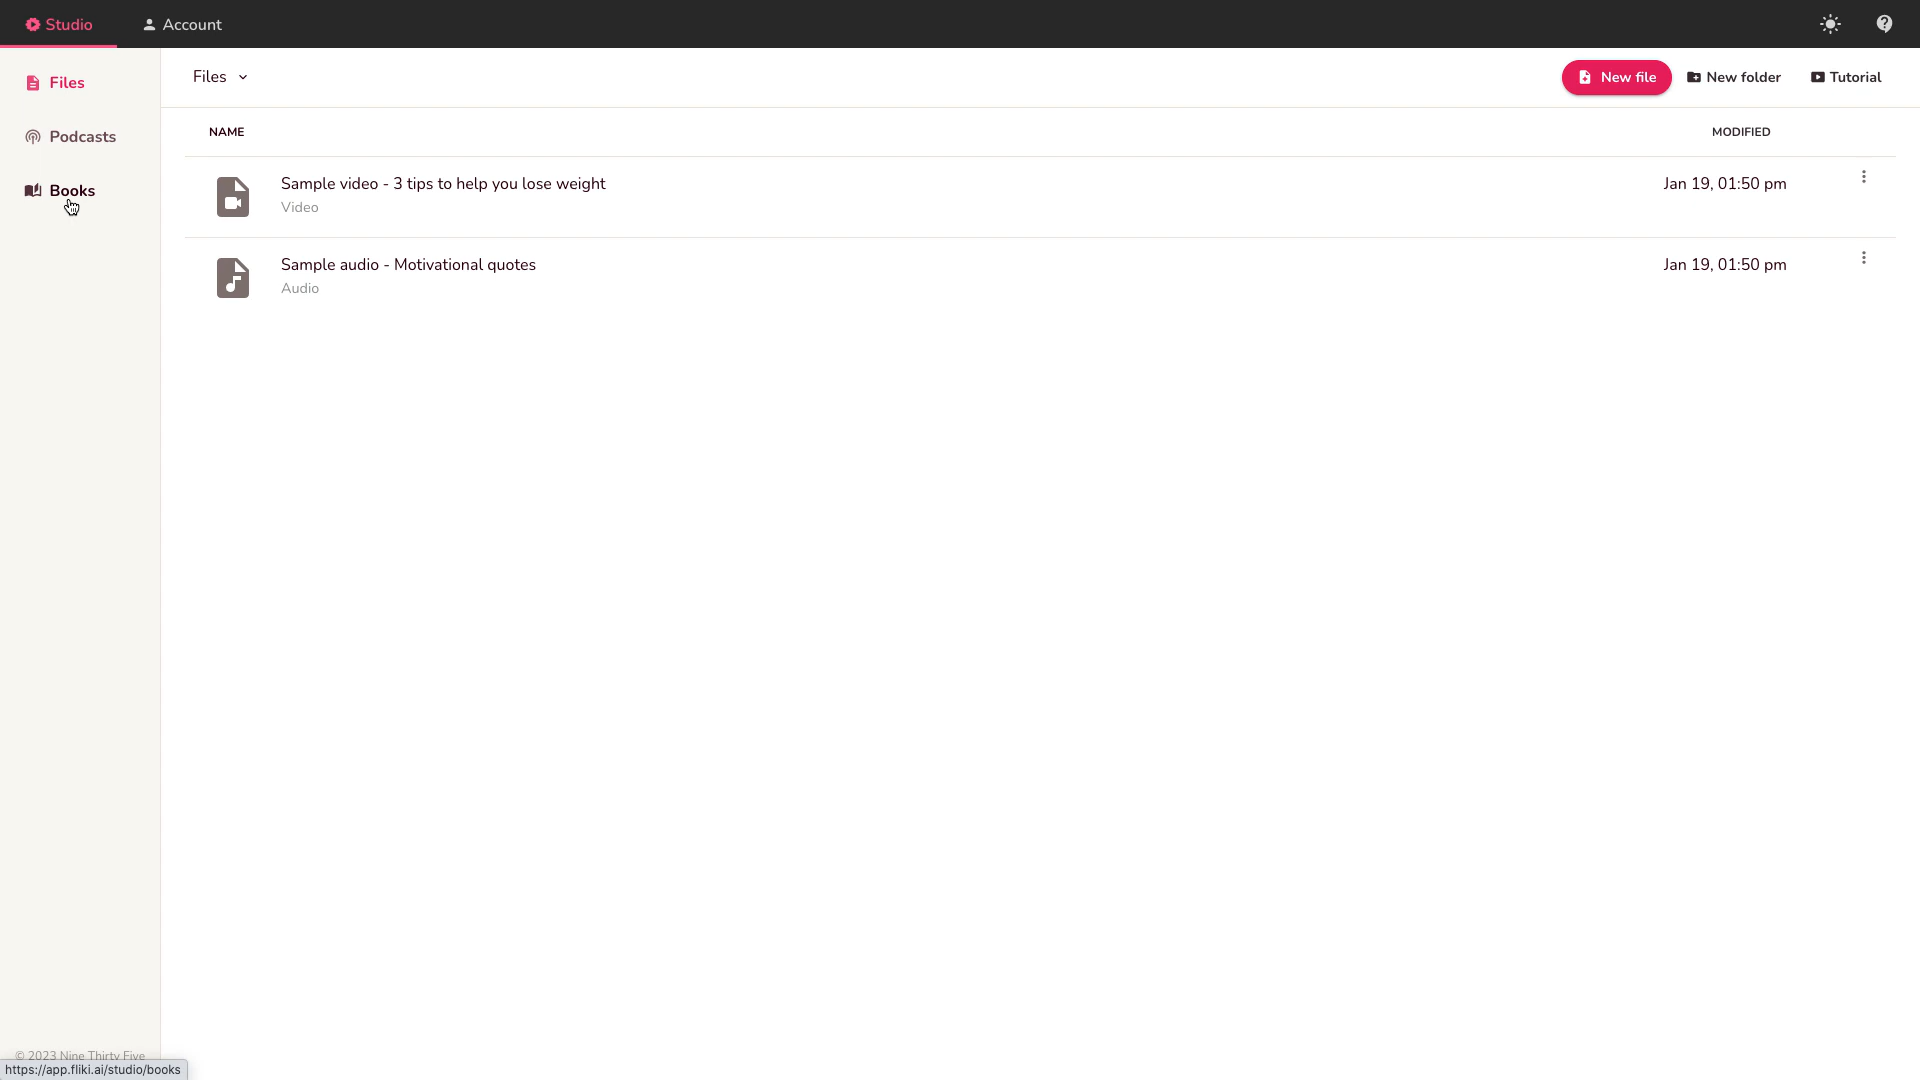 Studio
Account
Files
Podcasts
Books
Files
New file
New folder
Tutorial
NAME
MODIFIED
Sample video - 3 tips to help you lose weight
Video
Jan 19, 01:50 pm
Sample audio - Motivational quotes
Audio
Jan 19, 01:50 pm
© 2023 Nine Thirty Five
https://app.fliki.ai/studio/books